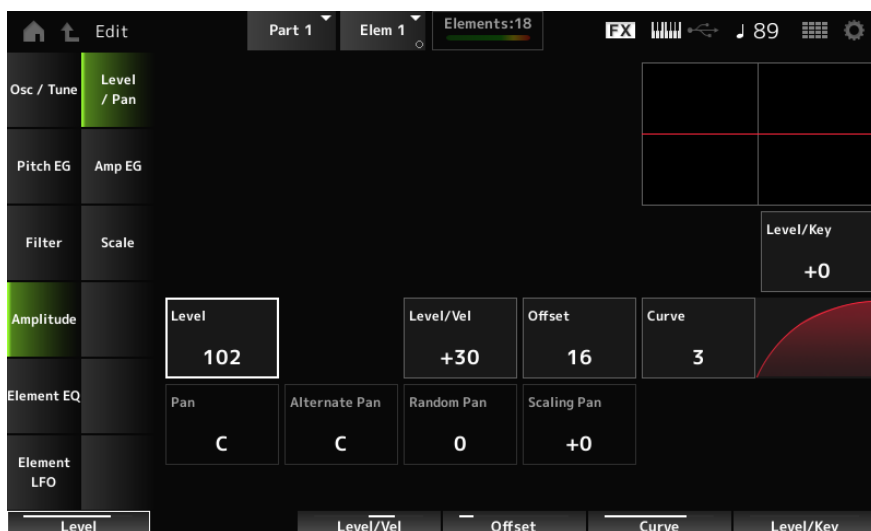 Edit
Part 1
Elem 1
Elements:18
FX
♩ 89
Osc / Tune
Level
/ Pan
Pitch EG
Amp EG
Filter
Scale
Level/Key
+0
Amplitude
Level
102
Level/Vel
+30
Offset
16
Curve
3
Element EQ
Pan
C
Alternate Pan
C
Random Pan
0
Scaling Pan
+0
Element
LFO
Level
Level/Vel
Offset
Curve
Level/Key